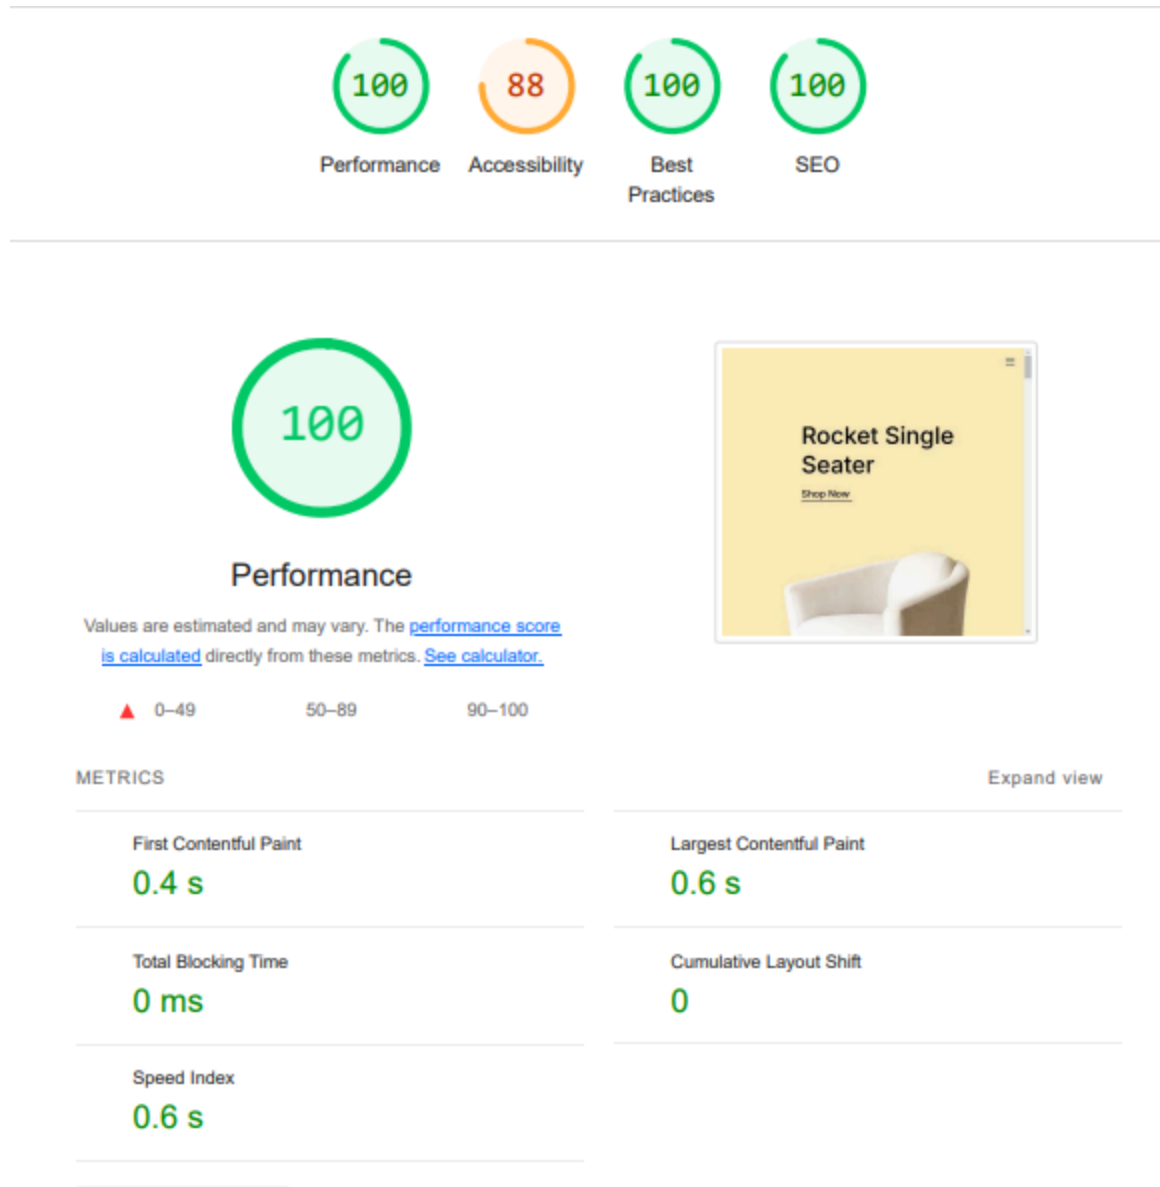 100
88
100
100
Performance
Accessibility
Best
Practices
SEO
100
Performance
Values are estimated and may vary. The performance score
is calculated directly from these metrics. See calculator.
0–49
50–89
90–100
Rocket Single
Seater
Shop Now
METRICS
Expand view
First Contentful Paint
0.4 s
Largest Contentful Paint
0.6 s
Total Blocking Time
0 ms
Cumulative Layout Shift
0
Speed Index
0.6 s